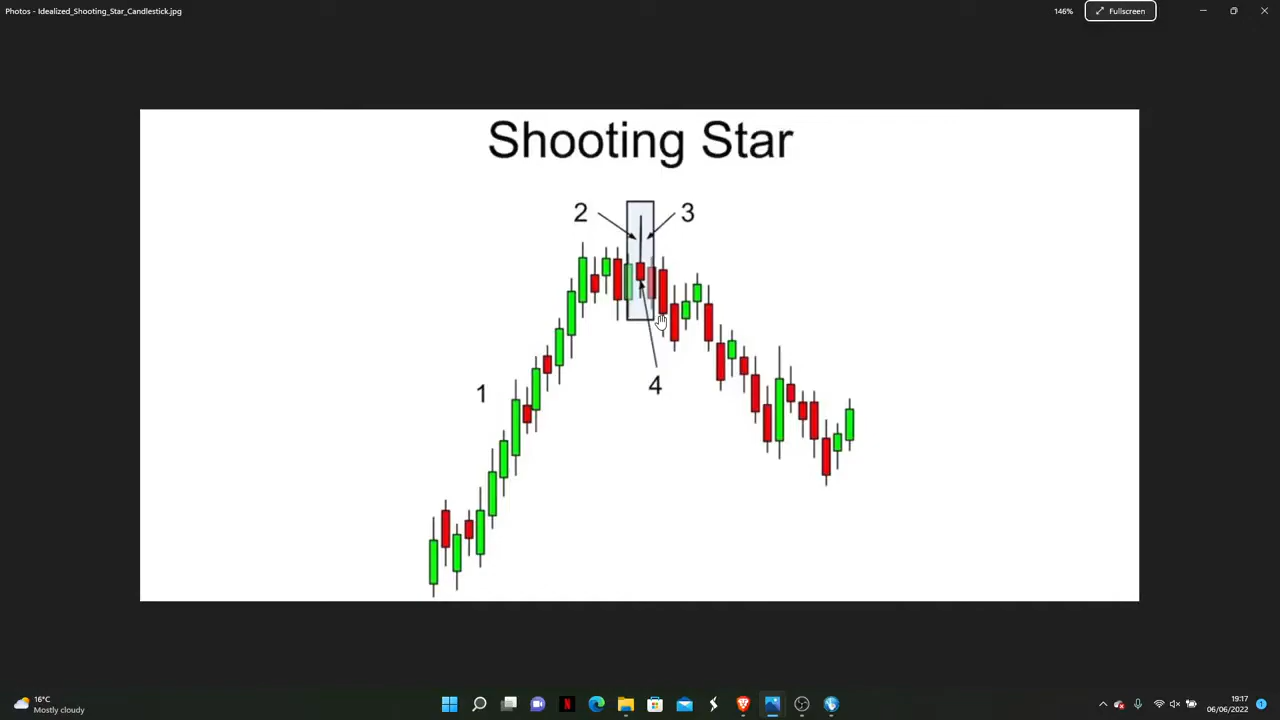 Photos - Idealized_Shooting_Star_Candlestick.jpg
146%
Fullscreen
Shooting Star
2
3
1
4
16°C
Mostly cloudy
19:17
06/06/2022
1